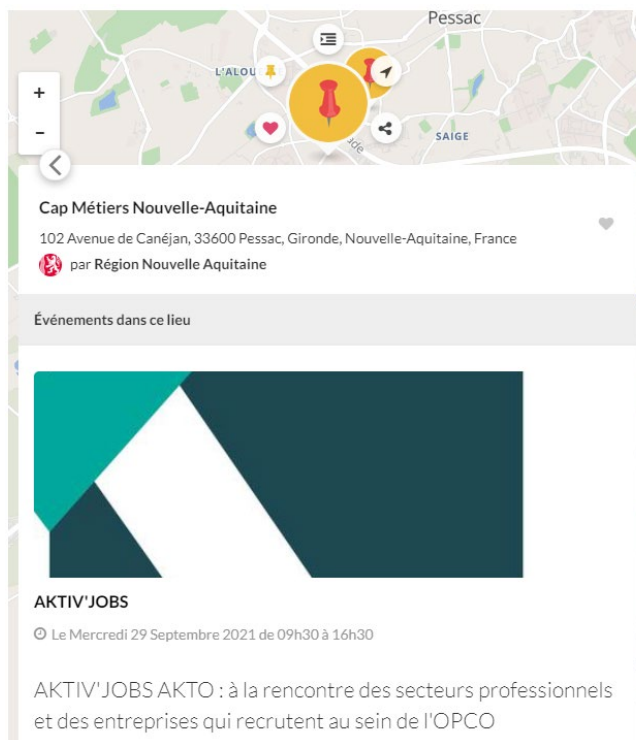 Pessac
L'ALOU
SAIGE
+
-
Cap Métiers Nouvelle-Aquitaine
102 Avenue de Canéjan, 33600 Pessac, Gironde, Nouvelle-Aquitaine, France
par Région Nouvelle Aquitaine
Événements dans ce lieu
AKTIV'JOBS
Le Mercredi 29 Septembre 2021 de 09h30 à 16h30
AKTIV'JOBS AKTO : à la rencontre des secteurs professionnels
et des entreprises qui recrutent au sein de l'OPCO